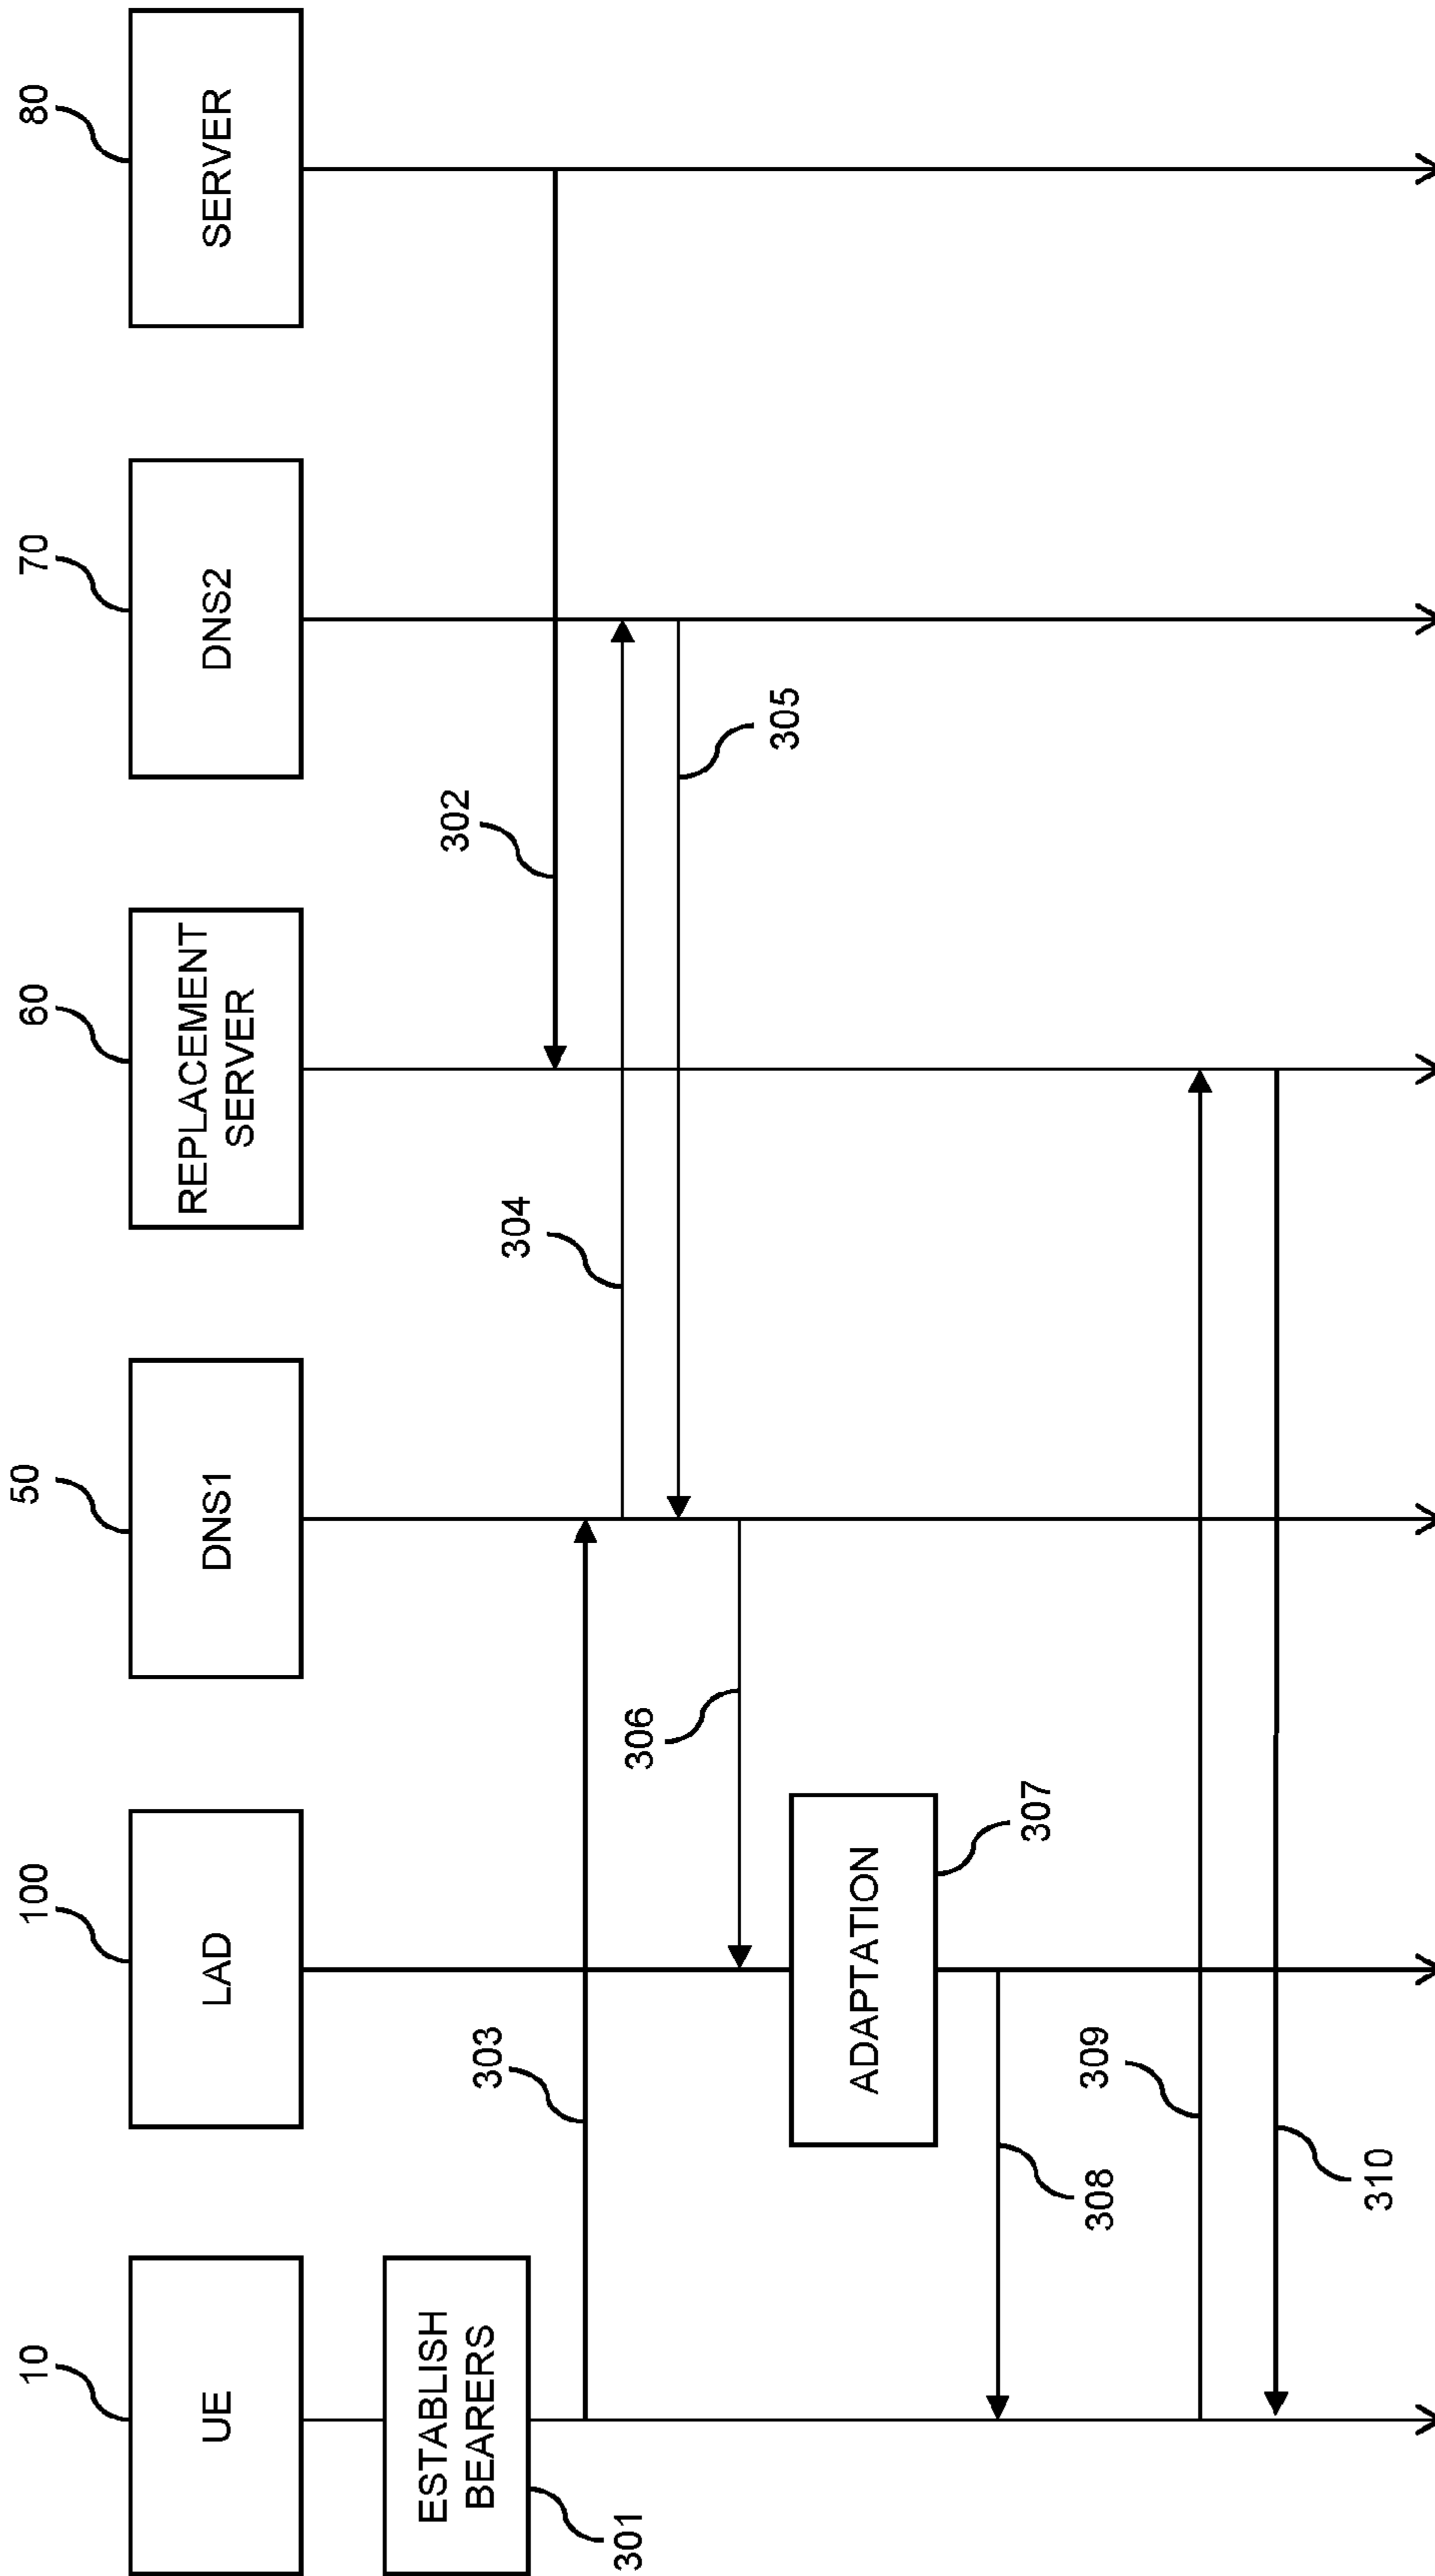 10
100
50
60
70
80
UE
LAD
DNS1
REPLACEMENT
SERVER
DNS2
SERVER
ESTABLISH
BEARERS
301
302
303
304
305
306
ADAPTATION
307
308
309
310